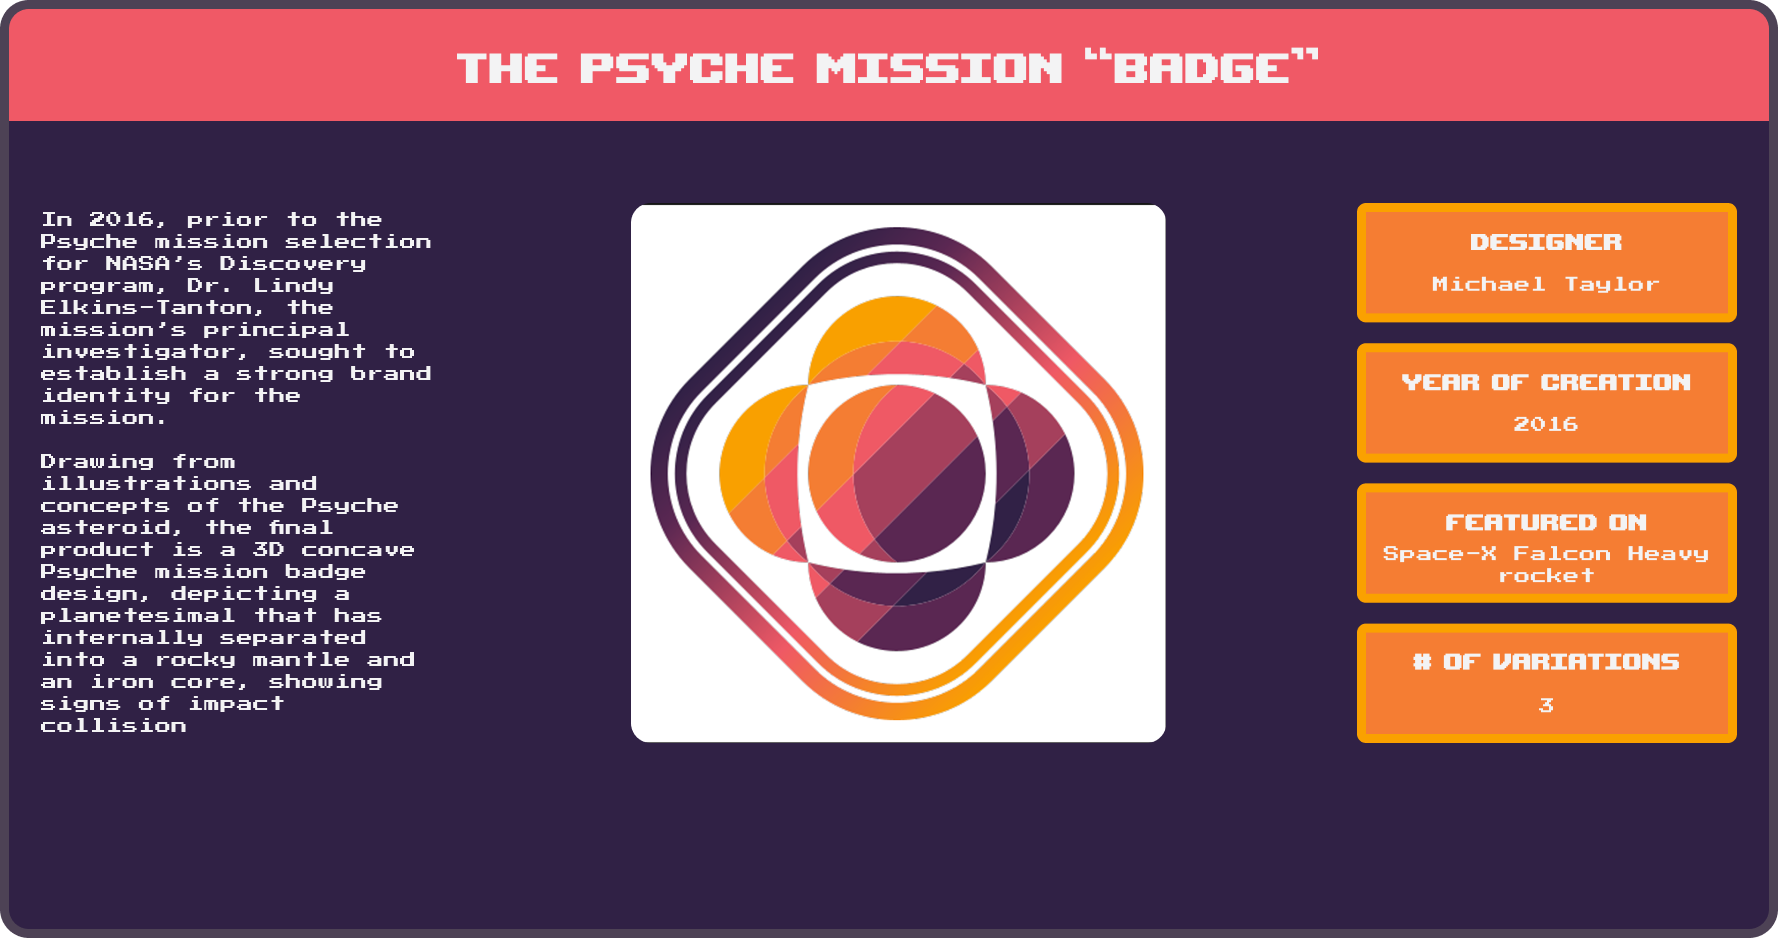 THE PSYCHE MISSION “BADGE”
In 2016, prior to the
Psyche mission selection
for NASA’s Discovery
program, Dr. Lindy
Elkins-Tanton, the
mission’s principal
investigator, sought to
establish a strong brand
identity for the
mission.
Drawing from
illustrations and
concepts of the Psyche
asteroid, the final
product is a 3D concave
Psyche mission badge
design, depicting a
planetesimal that has
internally separated
into a rocky mantle and
an iron core, showing
signs of impact
collision
DESIGNER
Michael Taylor
YEAR OF CREATION
2016
FEATURED ON
Space-X Falcon Heavy
rocket
# OF VARIATIONS
3